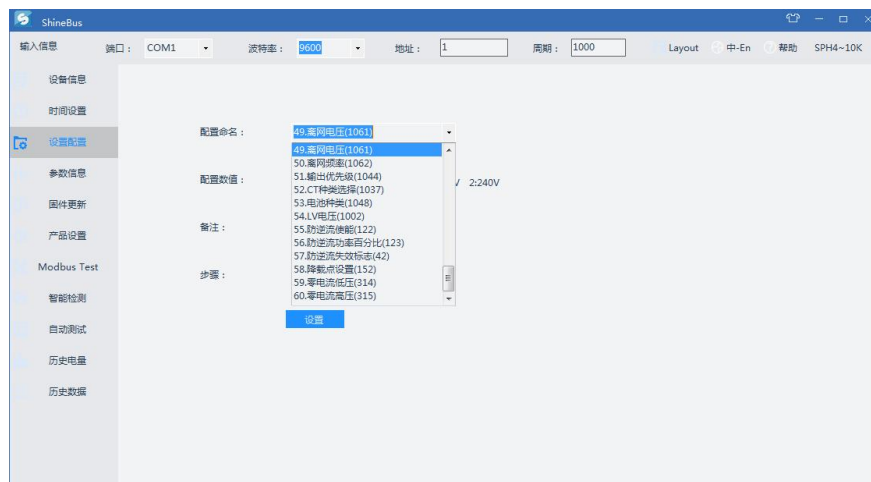 ShineBus
输入信息 端口： COM1 波特率： 9600 地址： 1 周期： 1000 Layout 中-En 帮助 SPH4~10K
设备信息
时间设置
设置配置
参数信息
固件更新
产品设置
Modbus Test
智能检测
自动测试
历史电量
历史数据
配置命名： 49.离网电压(1061)
49.离网电压(1061)
50.离网频率(1062)
51.输出优先级(1044)
52.CT种类选择(1037)
53.电池种类(1048)
54.LV电压(1002)
55.防逆流使能(122)
56.防逆流功率百分比(123)
57.防逆流失效标志(42)
58.降载点设置(152)
59.零电流低压(314)
60.零电流高压(315)
配置数值： V 2:240V
备注：
步骤：
设置